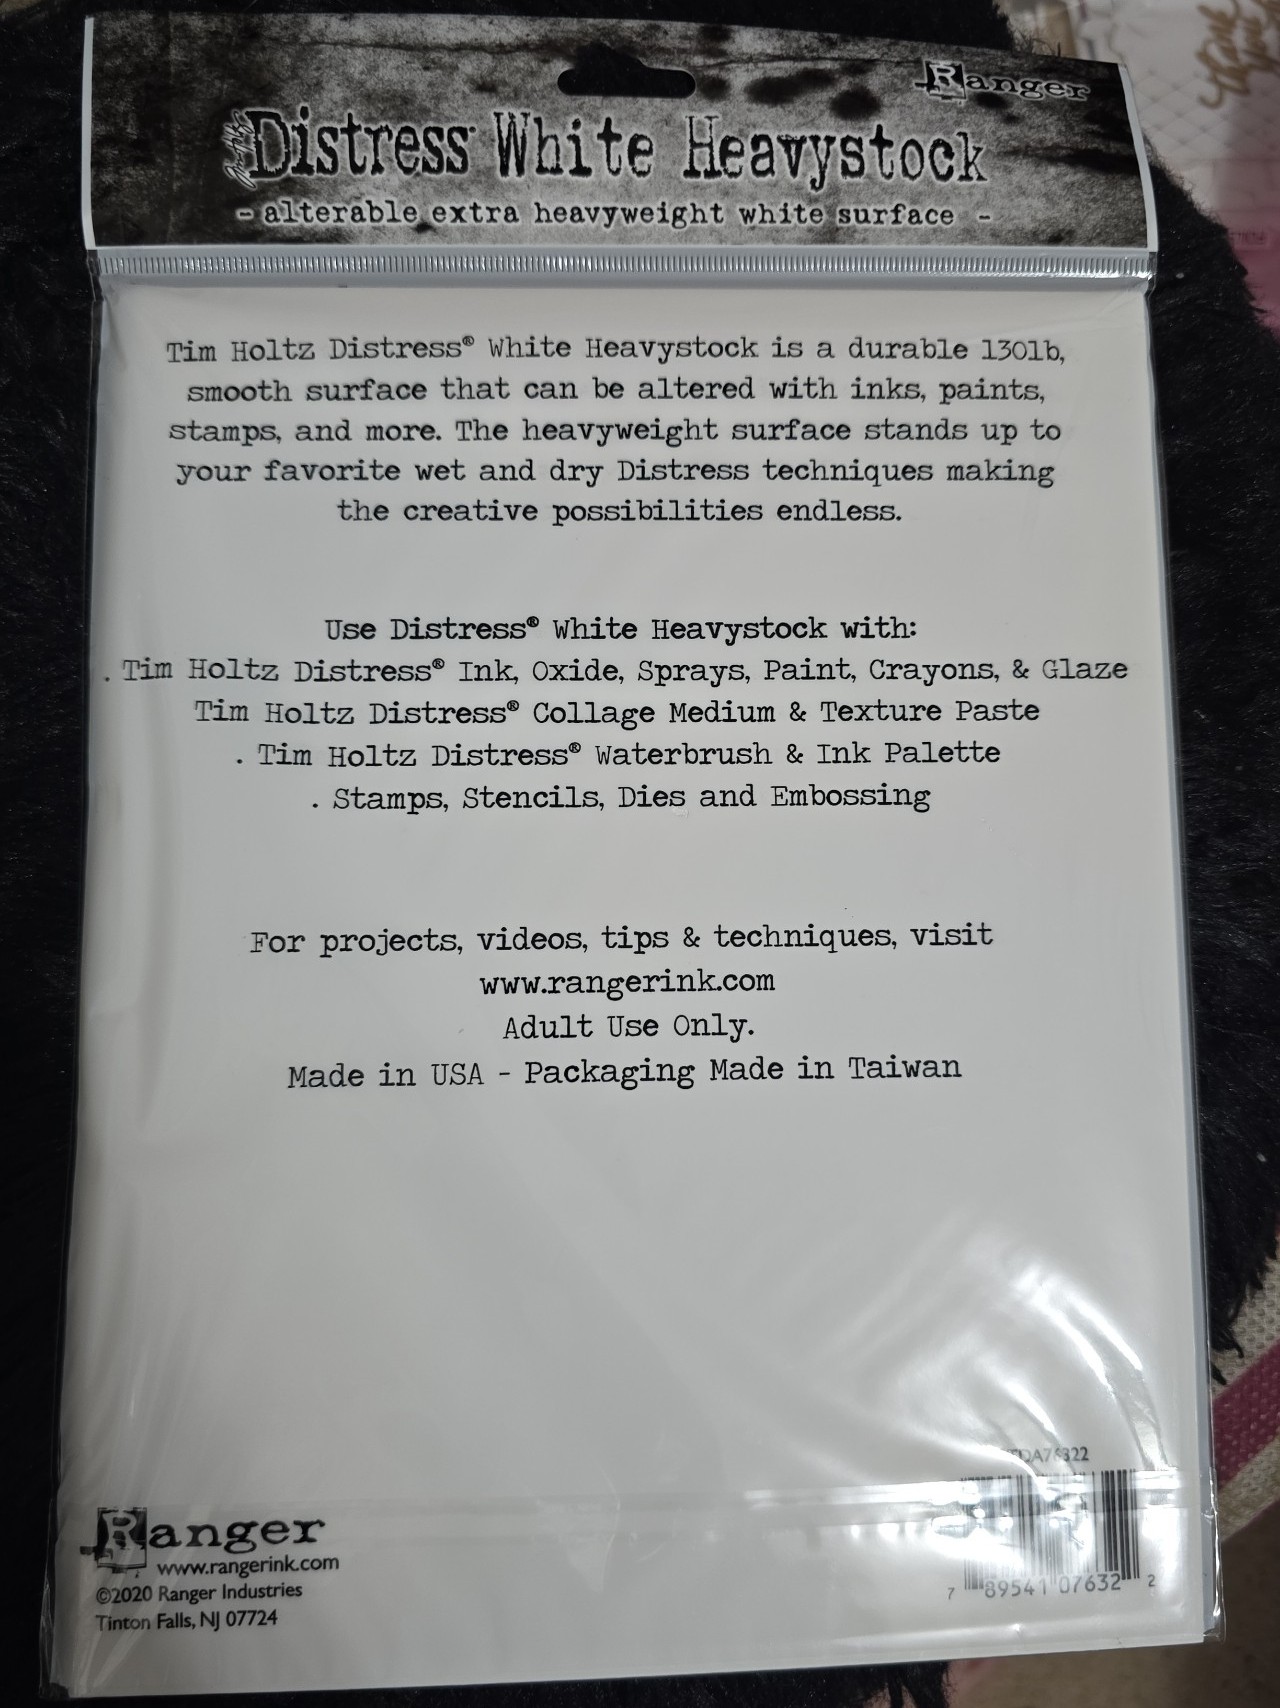 Ranger
Distress White Heavystock
- alterable extra heavyweight white surface -
Tim Holtz Distress® White Heavystock is a durable 130lb,
smooth surface that can be altered with inks, paints,
stamps, and more. The heavyweight surface stands up to
your favorite wet and dry Distress techniques making
the creative possibilities endless.
Use Distress® White Heavystock with:
. Tim Holtz Distress® Ink, Oxide, Sprays, Paint, Crayons, & Glaze
Tim Holtz Distress® Collage Medium & Texture Paste
. Tim Holtz Distress® Waterbrush & Ink Palette
. Stamps, Stencils, Dies and Embossing
For projects, videos, tips & techniques, visit
www.rangerink.com
Adult Use Only.
Made in USA - Packaging Made in Taiwan
Ranger
www.rangerink.com
©2020 Ranger Industries
Tinton Falls, NJ 07724
7 89541 07632 2